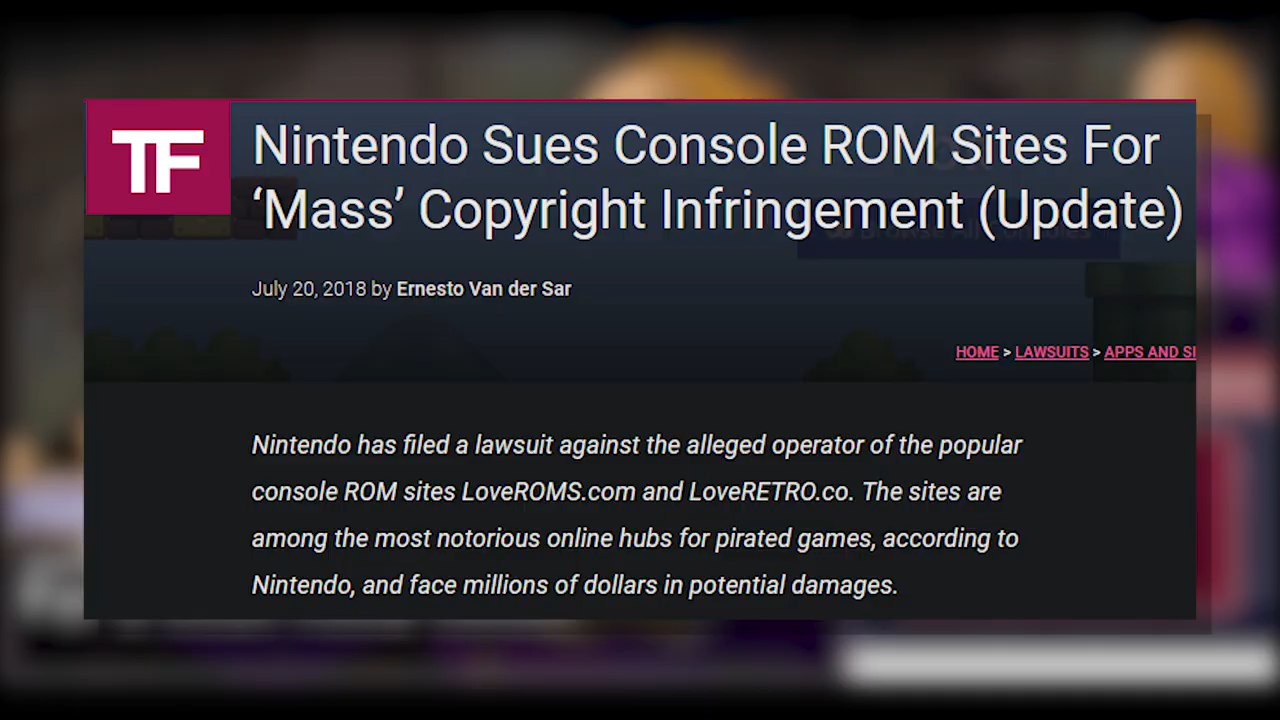 TF
Nintendo Sues Console ROM Sites For
‘Mass’ Copyright Infringement (Update)
July 20, 2018 by Ernesto Van der Sar
HOME > LAWSUITS > APPS AND SI
Nintendo has filed a lawsuit against the alleged operator of the popular
console ROM sites LoveROMS.com and LoveRETRO.co. The sites are
among the most notorious online hubs for pirated games, according to
Nintendo, and face millions of dollars in potential damages.